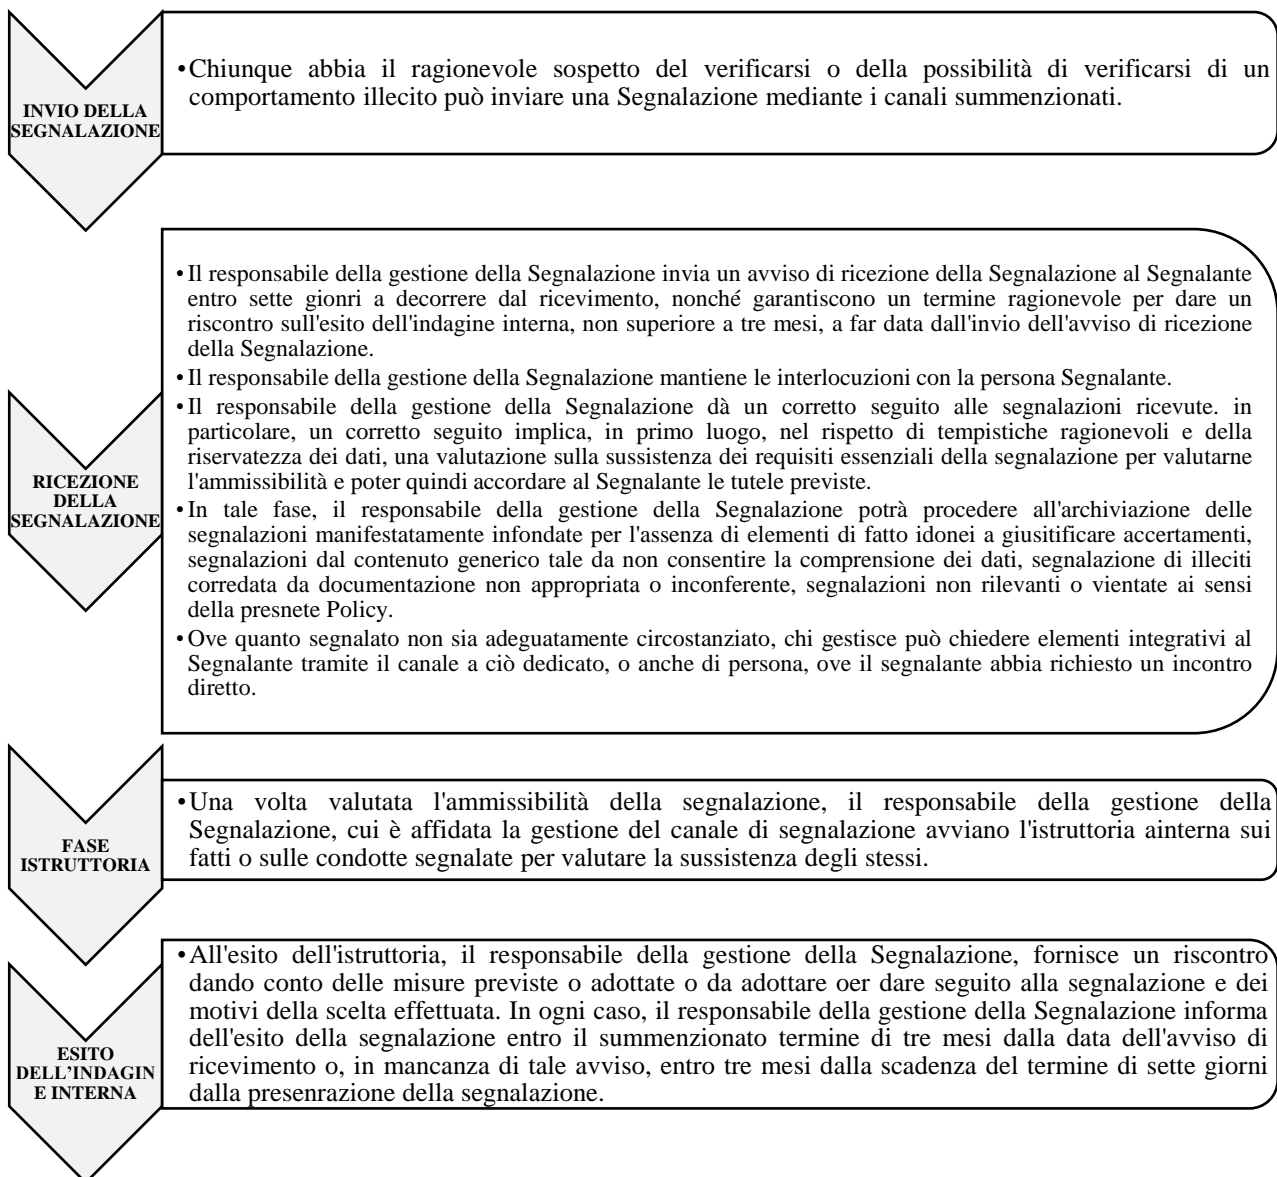 INVIO DELLA
SEGNALAZIONE
•Chiunque abbia il ragionevole sospetto del verificarsi o della possibilità di verificarsi di un
comportamento illecito può inviare una Segnalazione mediante i canali summenzionati.
RICEZIONE
DELLA
SEGNALAZIONE
•Il responsabile della gestione della Segnalazione invia un avviso di ricezione della Segnalazione al Segnalante
entro sette gionri a decorrere dal ricevimento, nonché garantiscono un termine ragionevole per dare un
riscontro sull'esito dell'indagine interna, non superiore a tre mesi, a far data dall'invio dell'avviso di ricezione
della Segnalazione.
•Il responsabile della gestione della Segnalazione mantiene le interlocuzioni con la persona Segnalante.
•Il responsabile della gestione della Segnalazione dà un corretto seguito alle segnalazioni ricevute. in
particolare, un corretto seguito implica, in primo luogo, nel rispetto di tempistiche ragionevoli e della
riservatezza dei dati, una valutazione sulla sussistenza dei requisiti essenziali della segnalazione per valutarne
l'ammissibilità e poter quindi accordare al Segnalante le tutele previste.
•In tale fase, il responsabile della gestione della Segnalazione potrà procedere all'archiviazione delle
segnalazioni manifestatamente infondate per l'assenza di elementi di fatto idonei a giusitificare accertamenti,
segnalazioni dal contenuto generico tale da non consentire la comprensione dei dati, segnalazione di illeciti
corredata da documentazione non appropriata o inconferente, segnalazioni non rilevanti o vientate ai sensi
della presnete Policy.
•Ove quanto segnalato non sia adeguatamente circostanziato, chi gestisce può chiedere elementi integrativi al
Segnalante tramite il canale a ciò dedicato, o anche di persona, ove il segnalante abbia richiesto un incontro
diretto.
FASE
ISTRUTTORIA
•Una volta valutata l'ammissibilità della segnalazione, il responsabile della gestione della
Segnalazione, cui è affidata la gestione del canale di segnalazione avviano l'istruttoria ainterna sui
fatti o sulle condotte segnalate per valutare la sussistenza degli stessi.
ESITO
DELL'INDAGIN
E INTERNA
•All'esito dell'istruttoria, il responsabile della gestione della Segnalazione, fornisce un riscontro
dando conto delle misure previste o adottate o da adottare oer dare seguito alla segnalazione e dei
motivi della scelta effettuata. In ogni caso, il responsabile della gestione della Segnalazione informa
dell'esito della segnalazione entro il summenzionato termine di tre mesi dalla data dell'avviso di
ricevimento o, in mancanza di tale avviso, entro tre mesi dalla scadenza del termine di sette giorni
dalla presenrazione della segnalazione.